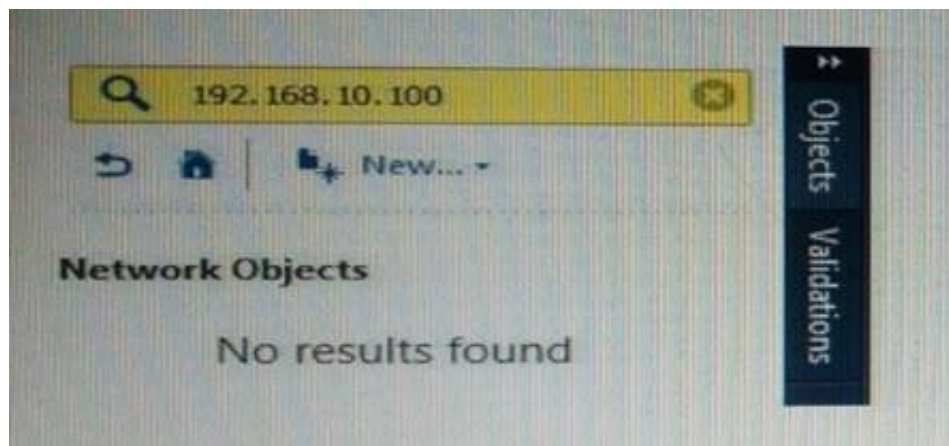 192.168.10.100
New...
Network Objects
No results found
Objects
Validations